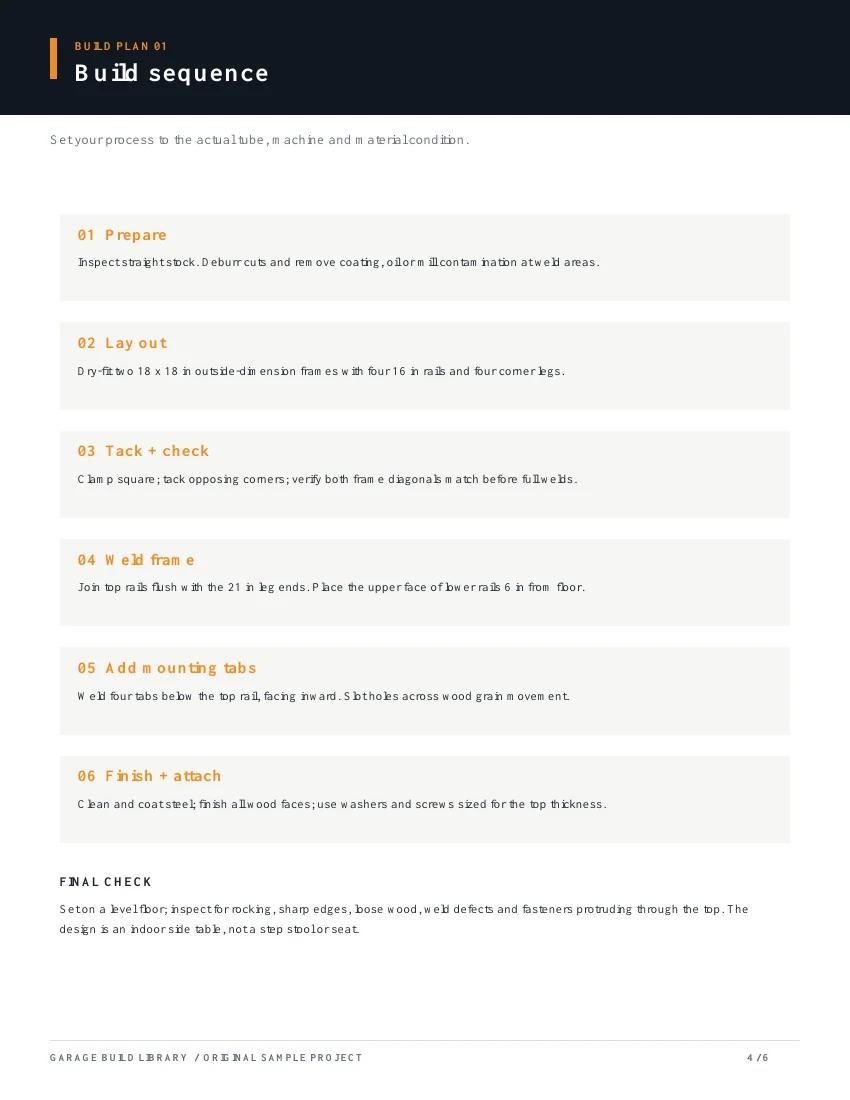 BUILD PLAN 01
Build sequence
Set your process to the actual tube, machine and material condition.
01 Prepare
Inspect straight stock. Deburr cuts and remove coating, oil or mill contamination at weld areas.
02 Lay out
Dry-fit two 18 x 18 in outside-dimension frames with four 16 in rails and four corner legs.
03 Tack + check
Clamp square; tack opposing corners; verify both frame diagonals match before full welds.
04 Weld frame
Join top rails flush with the 21 in leg ends. Place the upper face of lower rails 6 in from floor.
05 Add mounting tabs
Weld four tabs below the top rail, facing inward. Slot holes across wood grain movement.
06 Finish + attach
Clean and coat steel; finish all wood faces; use washers and screws sized for the top thickness.
FINAL CHECK
Set on a level floor; inspect for rocking, sharp edges, loose wood, weld defects and fasteners protruding through the top. The
design is an indoor side table, not a step stool or seat.
GARAGE BUILD LIBRARY / ORIGINAL SAMPLE PROJECT
4 / 6